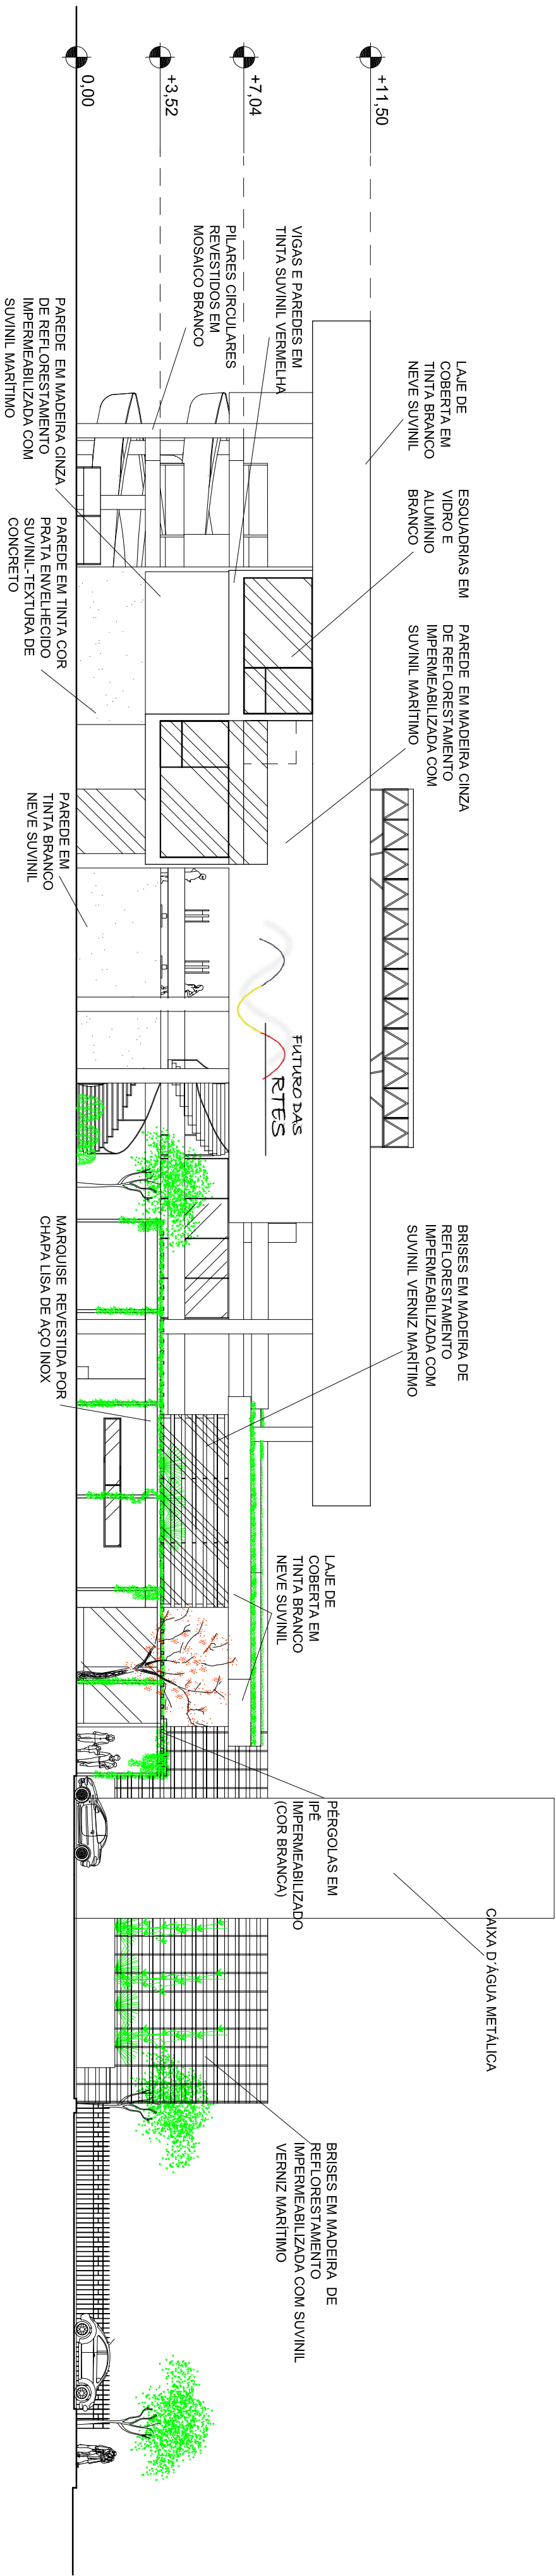 +11,50
+7,04
+3,52
0,00
LAJE DE
COBERTA EM
TINTA BRANCO
NEVE SUVINIL
VIGAS E PAREDES EM
TINTA SUVINIL VERMELHA
PILARES CIRCULARES
REVESTIDOS EM
MOSAICO BRANCO
PAREDE EM MADEIRA CINZA
DE REFLORESTAMENTO
IMPERMEABILIZADA COM
SUVINIL MARÍTIMO
ESQUADRIAS EM
VIDRO E
ALUMÍNIO
BRANCO
PAREDE EM TINTA COR
PRATA ENVELHECIDO
SUVINIL-TEXTURA DE
CONCRETO
PAREDE EM MADEIRA CINZA
DE REFLORESTAMENTO
IMPERMEABILIZADA COM
SUVINIL MARÍTIMO
PAREDE EM
TINTA BRANCO
NEVE SUVINIL
FUTURO DAS
RTES
MARQUISE REVESTIDA POR
CHAPA LISA DE AÇO INOX
BRISES EM MADEIRA DE
REFLORESTAMENTO
IMPERMEABILIZADA COM
SUVINIL VERNIZ MARÍTIMO
LAJE DE
COBERTA EM
TINTA BRANCO
NEVE SUVINIL
PÉRGOLAS EM
IPÊ
IMPERMEABILIZADO
(COR BRANCA)
CAIXA D´ÁGUA METÁLICA
BRISES EM MADEIRA DE
REFLORESTAMENTO
IMPERMEABILIZADA COM SUVINIL
VERNIZ MARÍTIMO